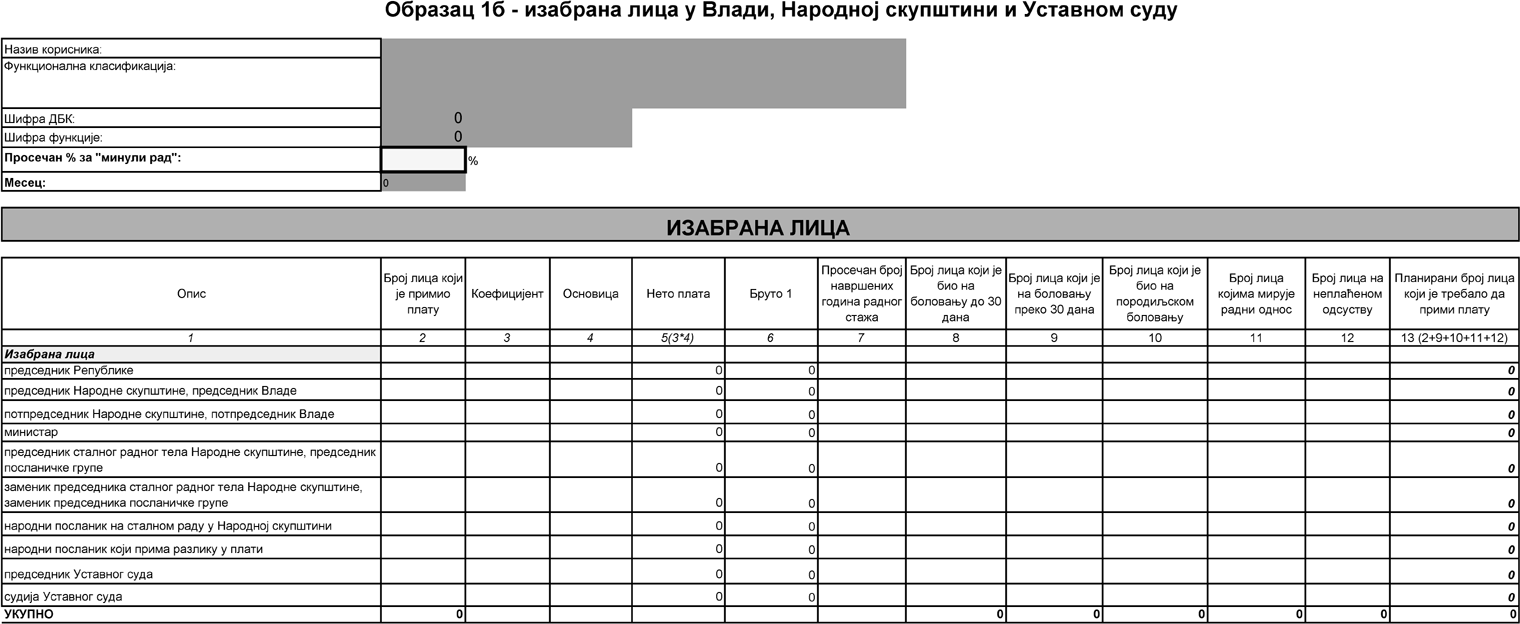 Образац 1б - изабрана лица у Влади, Народној скупштини и Уставном суду
Назив корисника:
Функционална класификација:
Шифра ДБК: 0
Шифра функције: 0
Просечан % за "минули рад": %
Месец: 0
ИЗАБРАНА ЛИЦА
Опис
Број лица који
је примио
плату
Коефицијент
Основица
Нето плата
Бруто 1
Просечан број
навршених
година радног
стажа
Број лица који је
био на
боловању до 30
дана
Број лица који је
на боловању
преко 30 дана
Број лица који је
био на
породиљском
боловању
Број лица
којима мирује
радни однос
Број лица на
неплаћеном
одсуству
Планирани број лица
који је требало да
прими плату
1 2 3 4 5(3*4) 6 7 8 9 10 11 12 13 (2+9+10+11+12)
Изабрана лица
председник Републике 0 0 0
председник Народне скупштине, председник Владе 0 0 0
потпредседник Народне скупштине, потпредседник Владе 0 0 0
министар 0 0 0
председник сталног радног тела Народне скупштине, председник
посланичке групе 0 0 0
заменик председника сталног радног тела Народне скупштине,
заменик председника посланичке групе 0 0 0
народни посланик на сталном раду у Народној скупштини 0 0 0
народни посланик који прима разлику у плати 0 0 0
председник Уставног суда 0 0 0
судија Уставног суда 0 0 0
УКУПНО 0 0 0 0 0 0 0